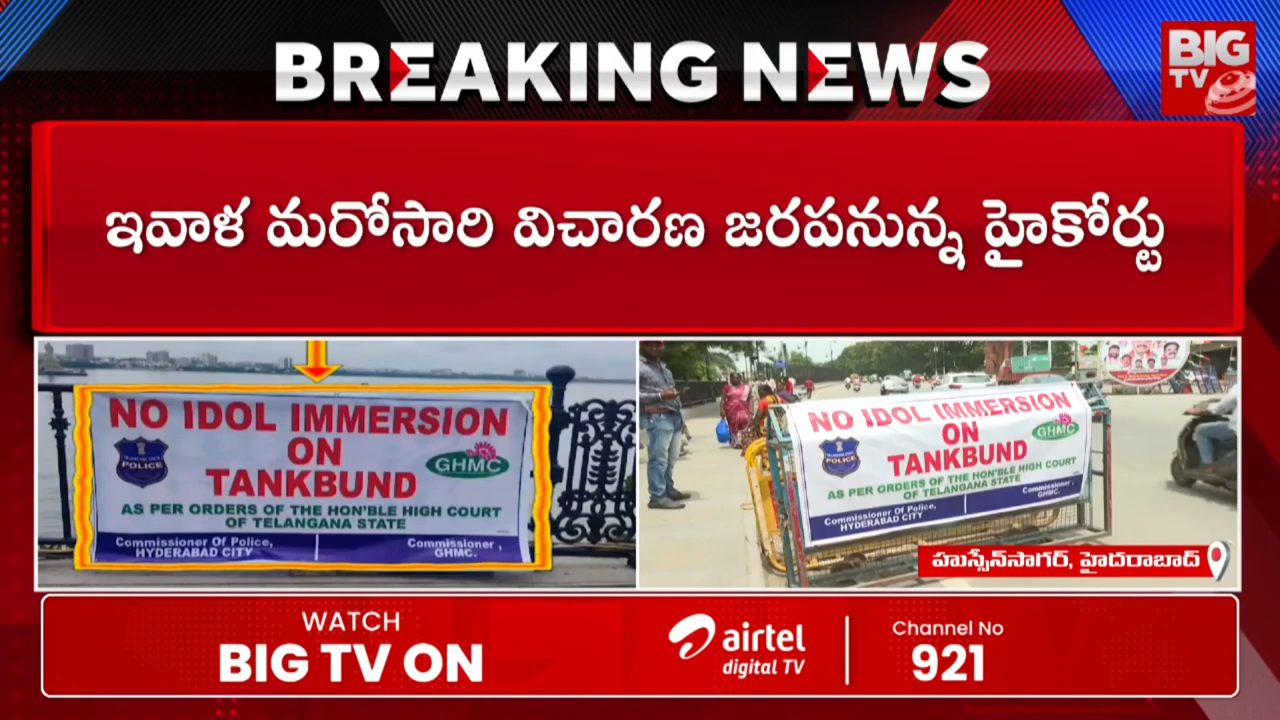 BREAKING NEWS
BIG
TV
ఇవాళ మరోసారి విచారణ జరపనున్న హైకోర్టు
NO IDOL IMMERSION
ON
TANKBUND
POLICE
GHMC
AS PER ORDERS OF THE HON'BLE HIGH COURT
OF TELANGANA STATE
Commissioner Of Police,
HYDERABAD CITY
Commissioner ,
GHMC.
NO IDOL IMMERSION
ON
TANKBUND
POLICE
GHMC
AS PER ORDERS OF THE HON'BLE HIGH COURT
OF TELANGANA STATE
Commissioner Of Police,
HYDERABAD CITY
Commissioner ,
GHMC.
హుస్సేన్‌సాగర్, హైదరాబాద్
WATCH
BIG TV ON
airtel
digital TV
Channel No
921